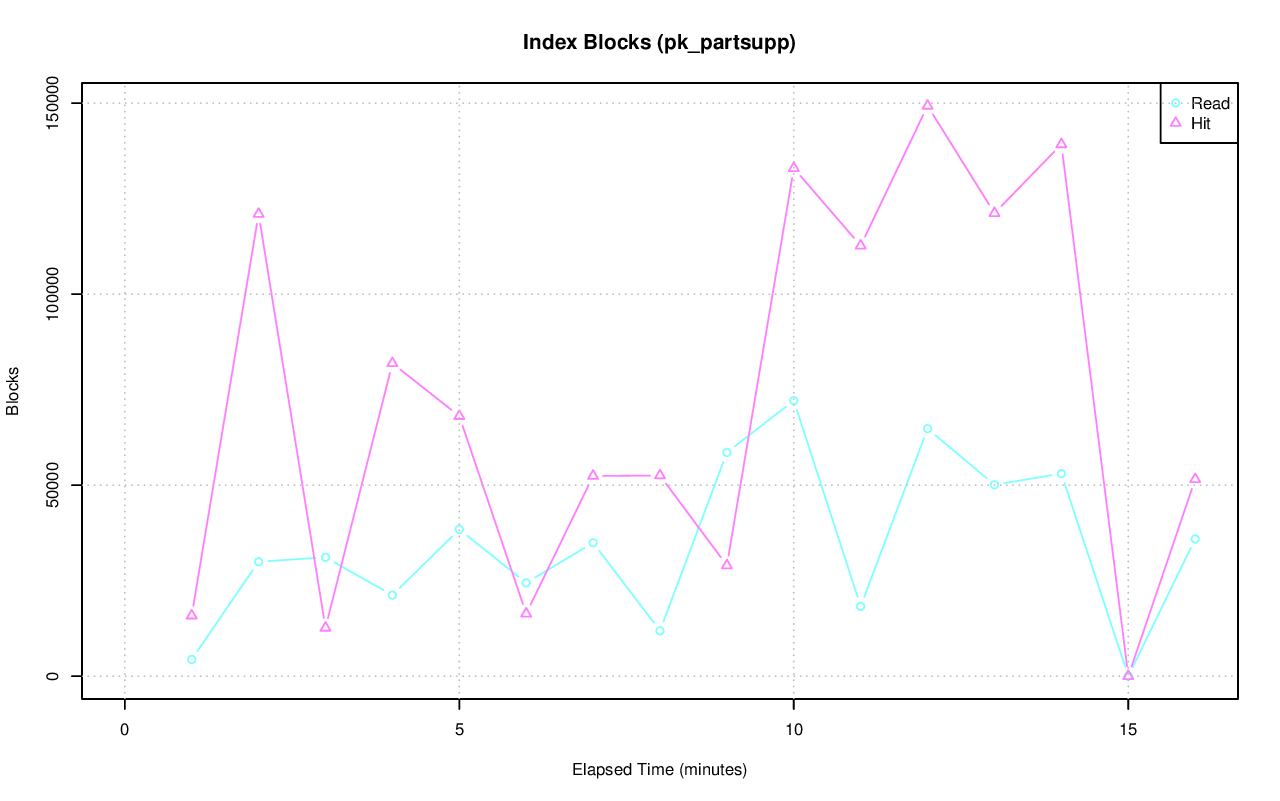 Index Blocks (pk_partsupp)
Read
Hit
150000
100000
50000
0
Blocks
0 5 10 15
Elapsed Time (minutes)